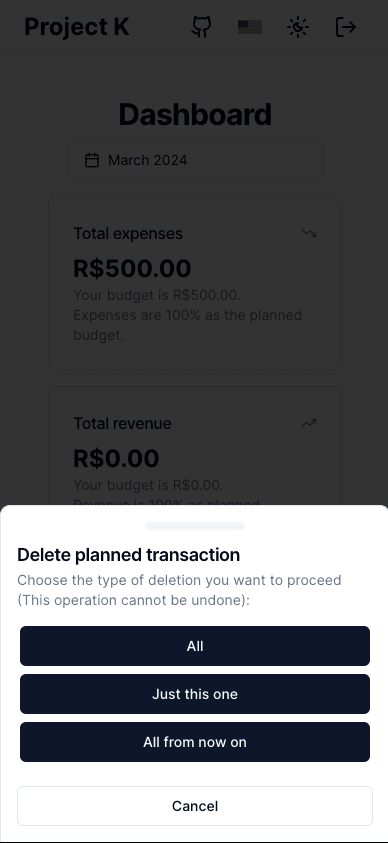 Project K
Dashboard
March 2024
Total expenses
R$500.00
Your budget is R$500.00.
Expenses are 100% as the planned
budget.
Total revenue
R$0.00
Your budget is R$0.00.
Revenue is 100% as planned
Delete planned transaction
Choose the type of deletion you want to proceed
(This operation cannot be undone):
All
Just this one
All from now on
Cancel